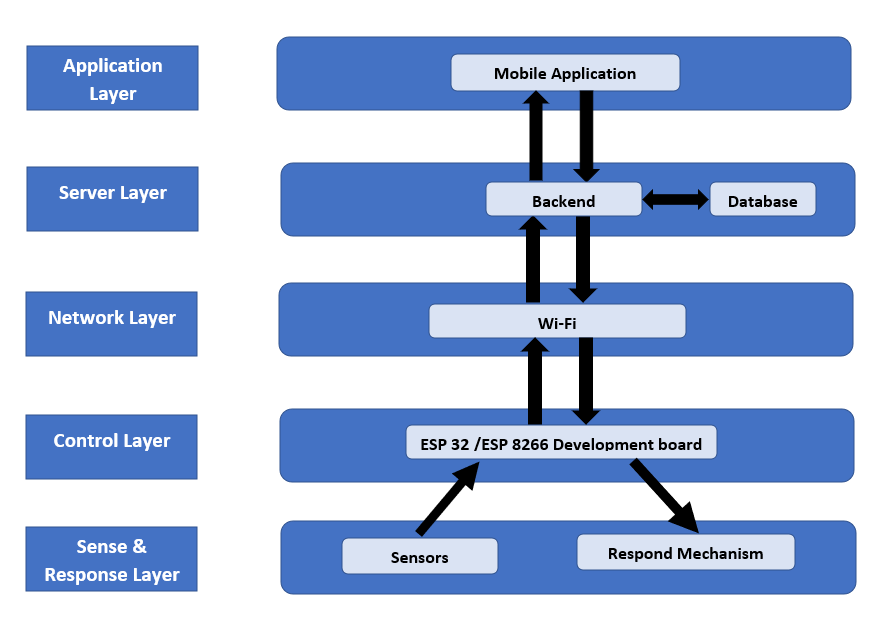 Application
Layer
Mobile Application
Server Layer
Backend
Database
Network Layer
Wi-Fi
Control Layer
ESP 32 /ESP 8266 Development board
Sense &
Response Layer
Sensors
Respond Mechanism